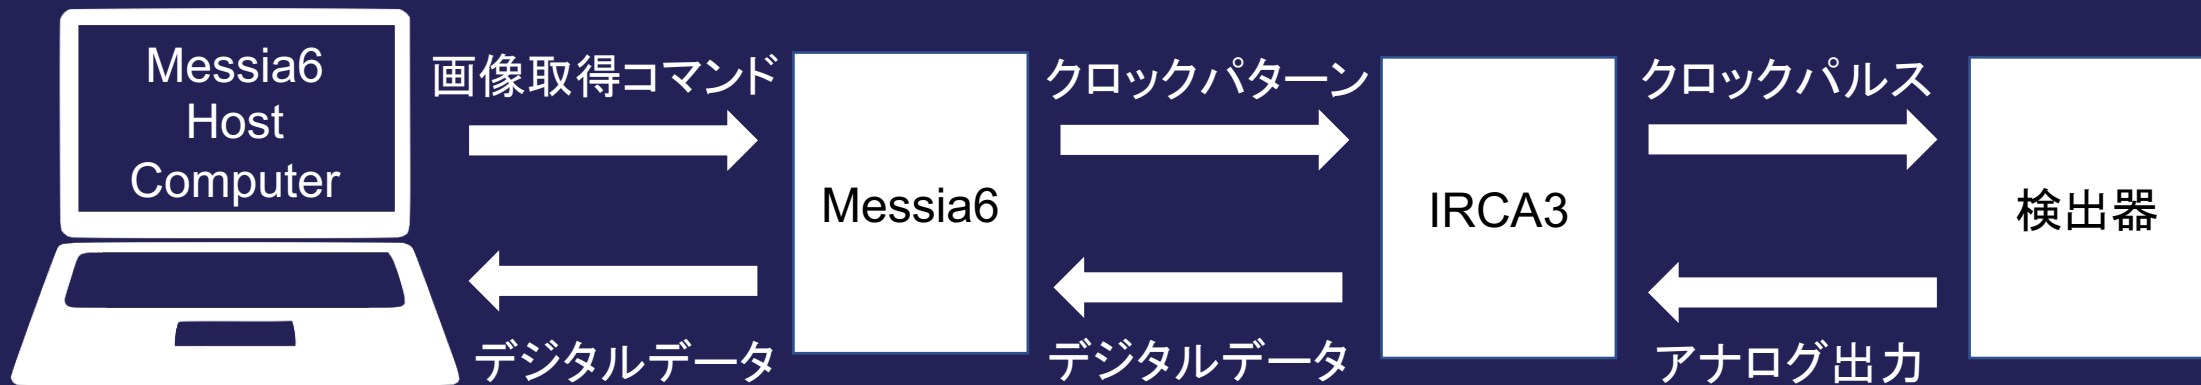 Messia6
Host
Computer
画像取得コマンド
Messia6
クロックパターン
IRCA3
クロックパルス
検出器
デジタルデータ
デジタルデータ
アナログ出力